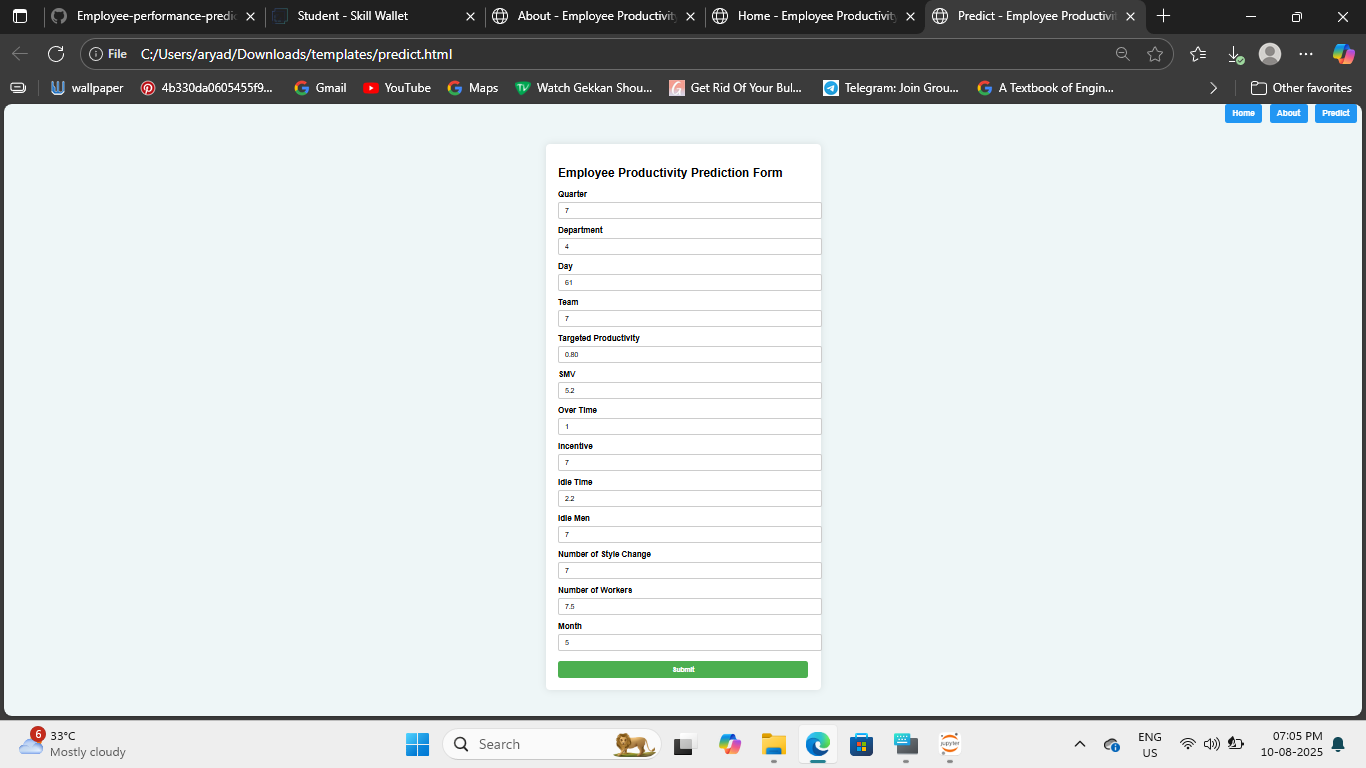 Employee-performance-predic
Student - Skill Wallet
About - Employee Productivity
Home - Employee Productivity
Predict - Employee Productivit
File C:/Users/aryad/Downloads/templates/predict.html
wallpaper
4b330da0605455f9...
Gmail
YouTube
Maps
Watch Gekkan Shou...
Get Rid Of Your Bul...
Telegram: Join Grou...
A Textbook of Engin...
Other favorites
Home About Predict
Employee Productivity Prediction Form
Quarter
7
Department
4
Day
61
Team
7
Targeted Productivity
0.80
SMV
5.2
Over Time
1
Incentive
7
Idle Time
2.2
Idle Men
7
Number of Style Change
7
Number of Workers
7.5
Month
5
Submit
6
33°C
Mostly cloudy
Search
jupyter
ENG
US
07:05 PM
10-08-2025